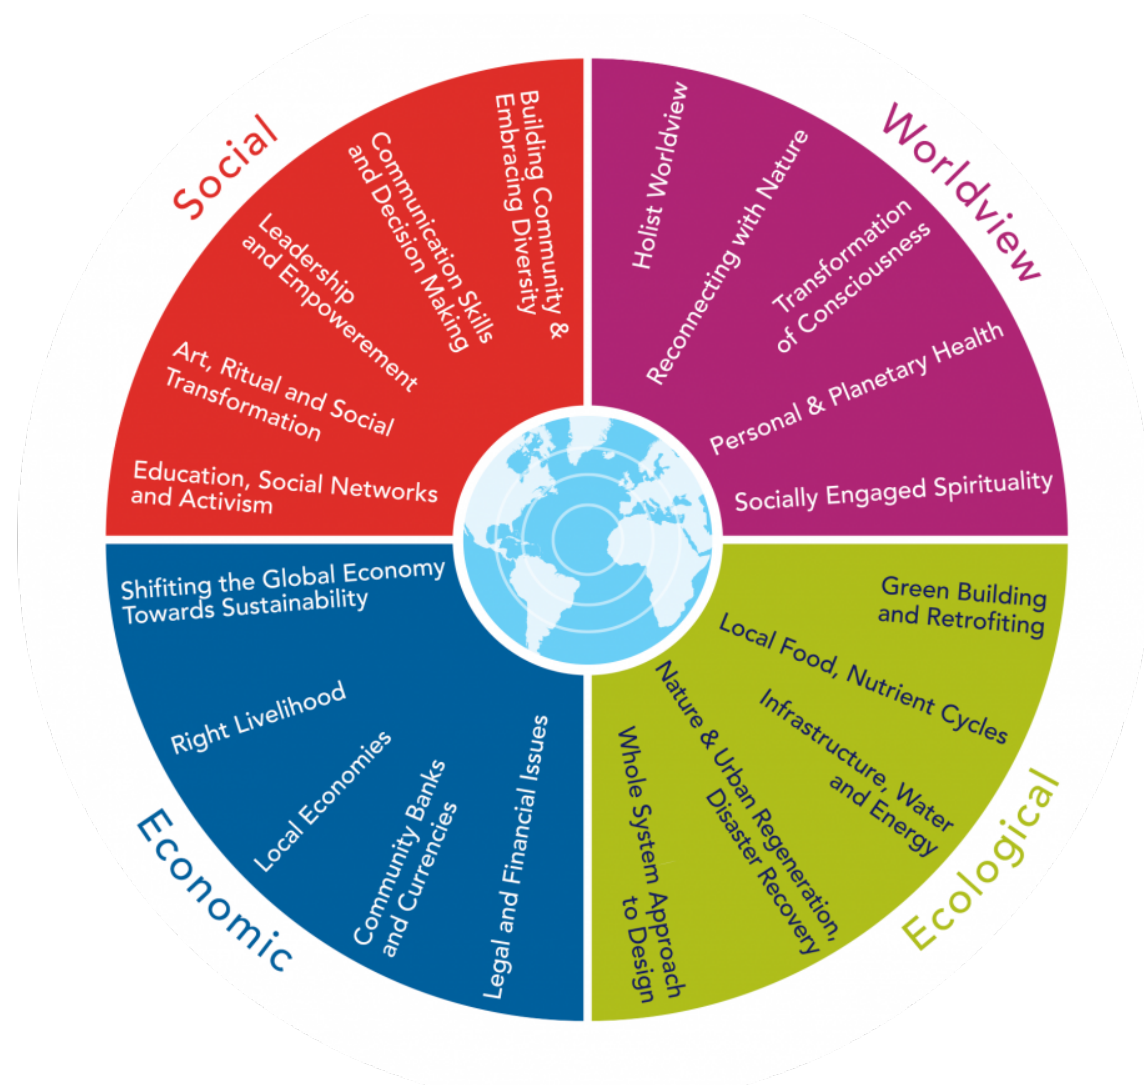 Social
Building Community &
Embracing Diversity
Communication Skills
and Decision Making
Leadership
and Empowerement
Art, Ritual and Social
Transformation
Education, Social Networks
and Activism
Worldview
Holist Worldview
Reconnecting with Nature
Transformation
of Consciousness
Personal & Planetary Health
Socially Engaged Spirituality
Ecological
Green Building
and Retrofiting
Local Food, Nutrient Cycles
Infrastructure, Water
and Energy
Nature & Urban Regeneration,
Disaster Recovery
Whole System Approach
to Design
Economic
Shifiting the Global Economy
Towards Sustainability
Right Livelihood
Local Economies
Community Banks
and Currencies
Legal and Financial Issues